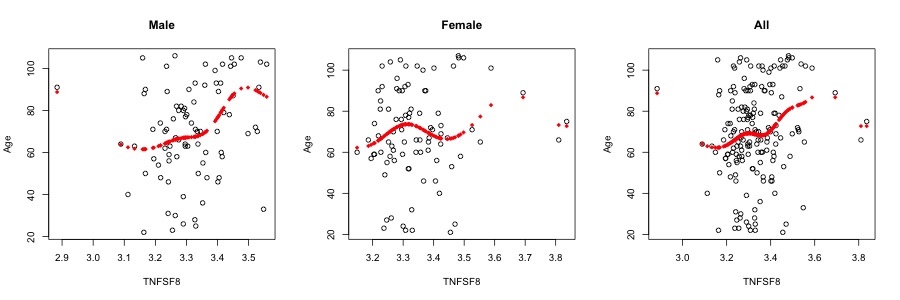 Male
Age
20 40 60 80 100
2.9 3.0 3.1 3.2 3.3 3.4 3.5
TNFSF8
Female
Age
20 40 60 80 100
3.2 3.3 3.4 3.5 3.6 3.7 3.8
TNFSF8
All
Age
20 40 60 80 100
3.0 3.2 3.4 3.6 3.8
TNFSF8